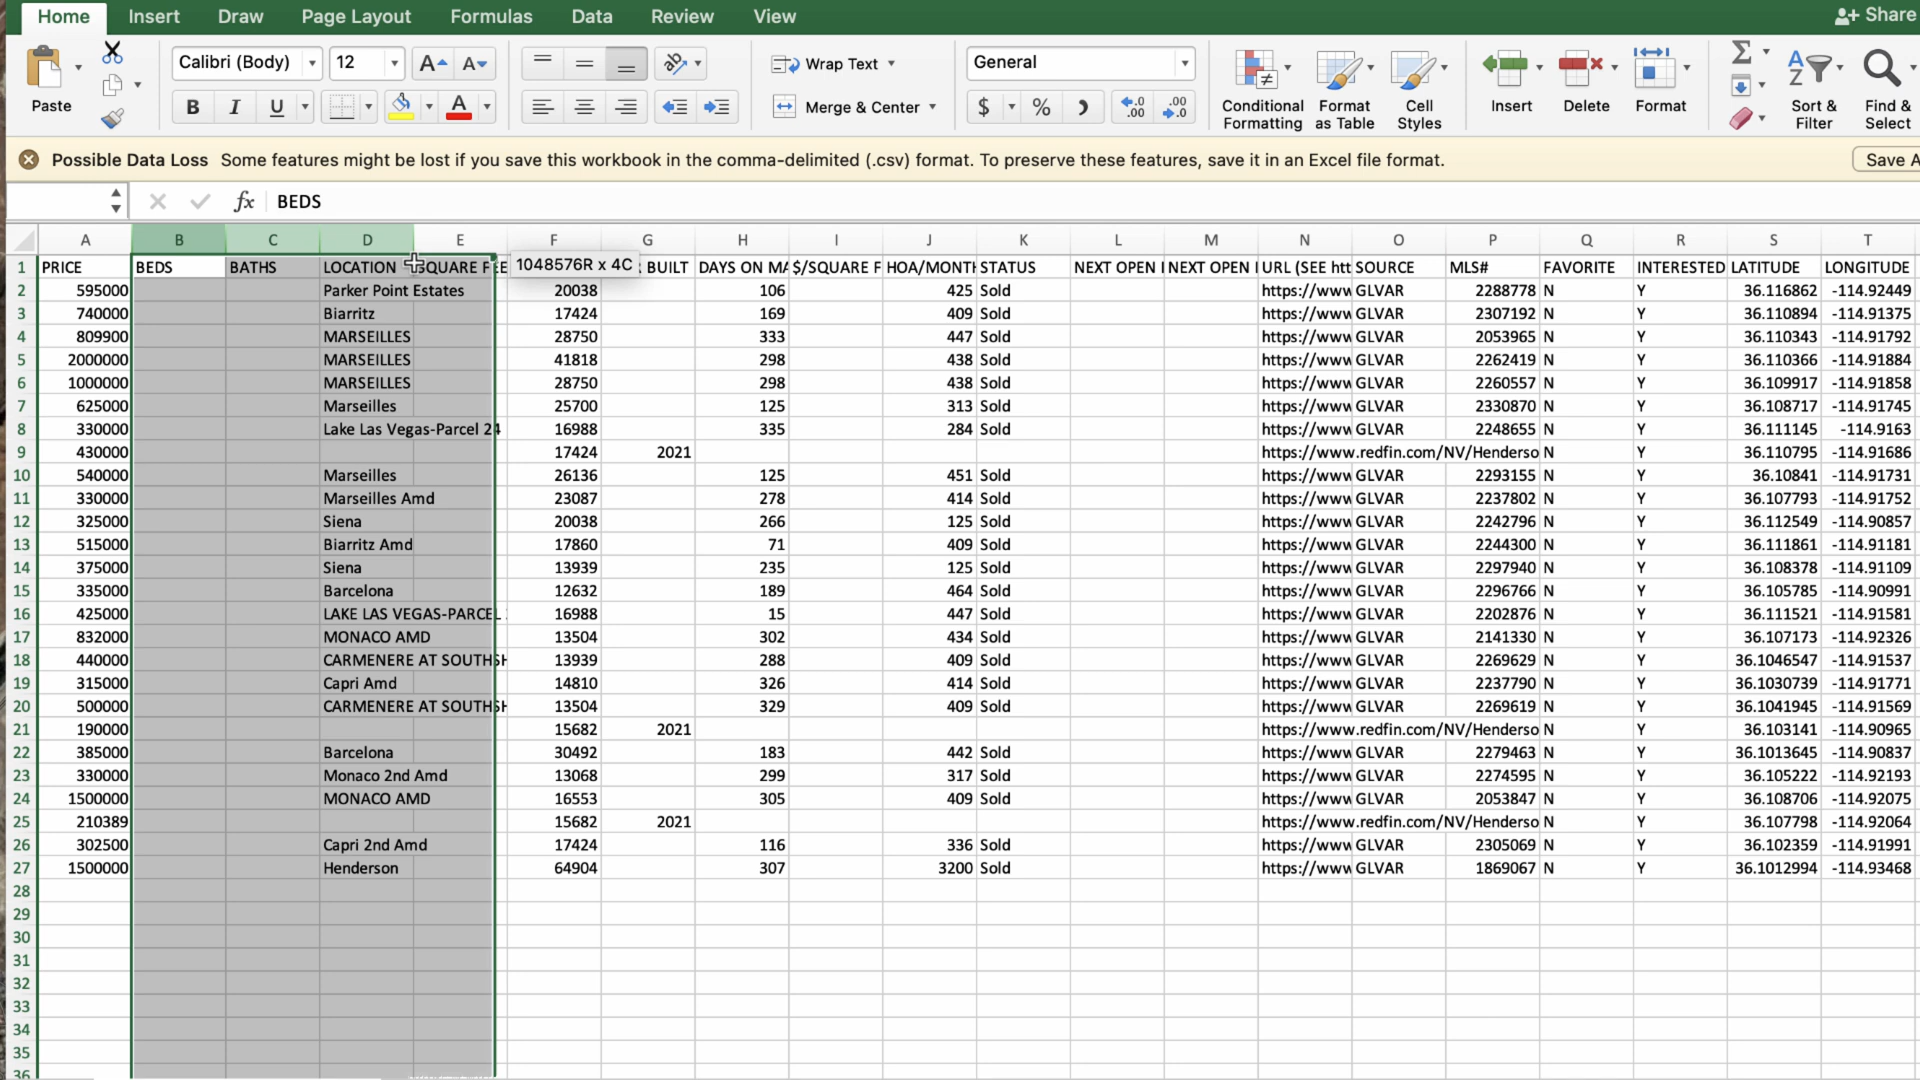 Home Insert Draw Page Layout Formulas Data Review View Share
Calibri (Body) 12 A A Wrap Text General
Paste B I U A Merge & Center $ % Conditional Formatting Format as Table Cell Styles Insert Delete Format Sort & Filter Find & Select
Possible Data Loss Some features might be lost if you save this workbook in the comma-delimited (.csv) format. To preserve these features, save it in an Excel file format. Save A
fx BEDS
A B C D E F G H I J K L M N O P Q R S T
1 PRICE BEDS BATHS LOCATION SQUARE FEE 1048576R x 4C BUILT DAYS ON MA $/SQUARE F HOA/MONTH STATUS NEXT OPEN NEXT OPEN URL (SEE htt SOURCE MLS# FAVORITE INTERESTED LATITUDE LONGITUDE
2 595000 Parker Point Estates 20038 106 425 Sold https://www GLVAR 2288778 N Y 36.116862 -114.92449
3 740000 Biarritz 17424 169 409 Sold https://www GLVAR 2307192 N Y 36.110894 -114.91375
4 809900 MARSEILLES 28750 333 447 Sold https://www GLVAR 2053965 N Y 36.110343 -114.91792
5 2000000 MARSEILLES 41818 298 438 Sold https://www GLVAR 2262419 N Y 36.110366 -114.91884
6 1000000 MARSEILLES 28750 298 438 Sold https://www GLVAR 2260557 N Y 36.109917 -114.91858
7 625000 Marseilles 25700 125 313 Sold https://www GLVAR 2330870 N Y 36.108717 -114.91745
8 330000 Lake Las Vegas-Parcel 24 16988 335 284 Sold https://www GLVAR 2248655 N Y 36.111145 -114.9163
9 430000 17424 2021 https://www.redfin.com/NV/Henderso N Y 36.110795 -114.91686
10 540000 Marseilles 26136 125 451 Sold https://www GLVAR 2293155 N Y 36.10841 -114.91731
11 330000 Marseilles Amd 23087 278 414 Sold https://www GLVAR 2237802 N Y 36.107793 -114.91752
12 325000 Siena 20038 266 125 Sold https://www GLVAR 2242796 N Y 36.112549 -114.90857
13 515000 Biarritz Amd 17860 71 409 Sold https://www GLVAR 2244300 N Y 36.111861 -114.91181
14 375000 Siena 13939 235 125 Sold https://www GLVAR 2297940 N Y 36.108378 -114.91109
15 335000 Barcelona 12632 189 464 Sold https://www GLVAR 2296766 N Y 36.105785 -114.90991
16 425000 LAKE LAS VEGAS-PARCEL 16988 15 447 Sold https://www GLVAR 2202876 N Y 36.111521 -114.91581
17 832000 MONACO AMD 13504 302 434 Sold https://www GLVAR 2141330 N Y 36.107173 -114.92326
18 440000 CARMENERE AT SOUTHSH 13939 288 409 Sold https://www GLVAR 2269629 N Y 36.1046547 -114.91537
19 315000 Capri Amd 14810 326 414 Sold https://www GLVAR 2237790 N Y 36.1030739 -114.91771
20 500000 CARMENERE AT SOUTHSH 13504 329 409 Sold https://www GLVAR 2269619 N Y 36.1041945 -114.91569
21 190000 15682 2021 https://www.redfin.com/NV/Henderso N Y 36.103141 -114.90965
22 385000 Barcelona 30492 183 442 Sold https://www GLVAR 2279463 N Y 36.1013645 -114.90837
23 330000 Monaco 2nd Amd 13068 299 317 Sold https://www GLVAR 2274595 N Y 36.105222 -114.92193
24 1500000 MONACO AMD 16553 305 409 Sold https://www GLVAR 2053847 N Y 36.108706 -114.92075
25 210389 15682 2021 https://www.redfin.com/NV/Henderso N Y 36.107798 -114.92064
26 302500 Capri 2nd Amd 17424 116 336 Sold https://www GLVAR 2305069 N Y 36.102359 -114.91991
27 1500000 Henderson 64904 307 3200 Sold https://www GLVAR 1869067 N Y 36.1012994 -114.93468
28
29
30
31
32
33
34
35
36